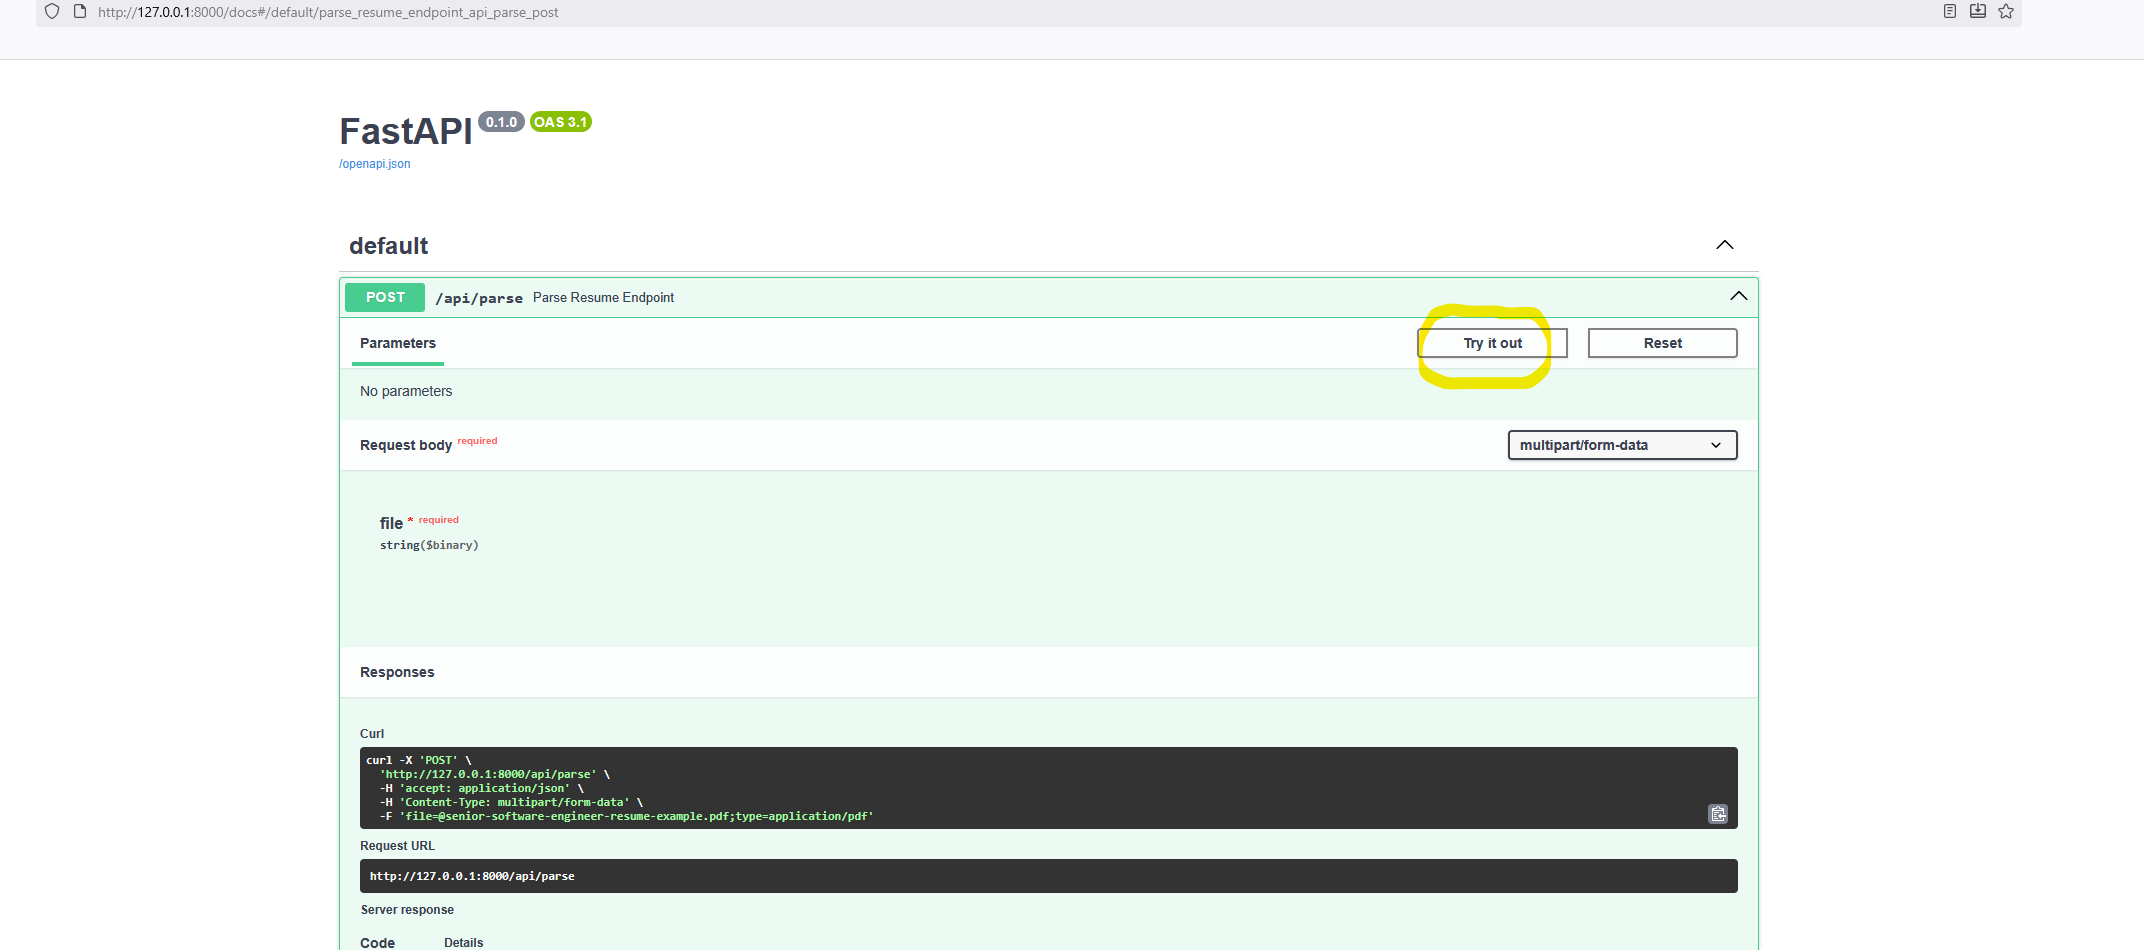 http://127.0.0.1:8000/docs#/default/parse_resume_endpoint_api_parse_post
FastAPI 0.1.0 OAS 3.1
/openapi.json
default
POST /api/parse Parse Resume Endpoint
Parameters Try it out Reset
No parameters
Request body required multipart/form-data
file * required
string($binary)
Responses
Curl
curl -X 'POST' \
'http://127.0.0.1:8000/api/parse' \
-H 'accept: application/json' \
-H 'Content-Type: multipart/form-data' \
-F 'file=@senior-software-engineer-resume-example.pdf;type=application/pdf'
Request URL
http://127.0.0.1:8000/api/parse
Server response
Code Details